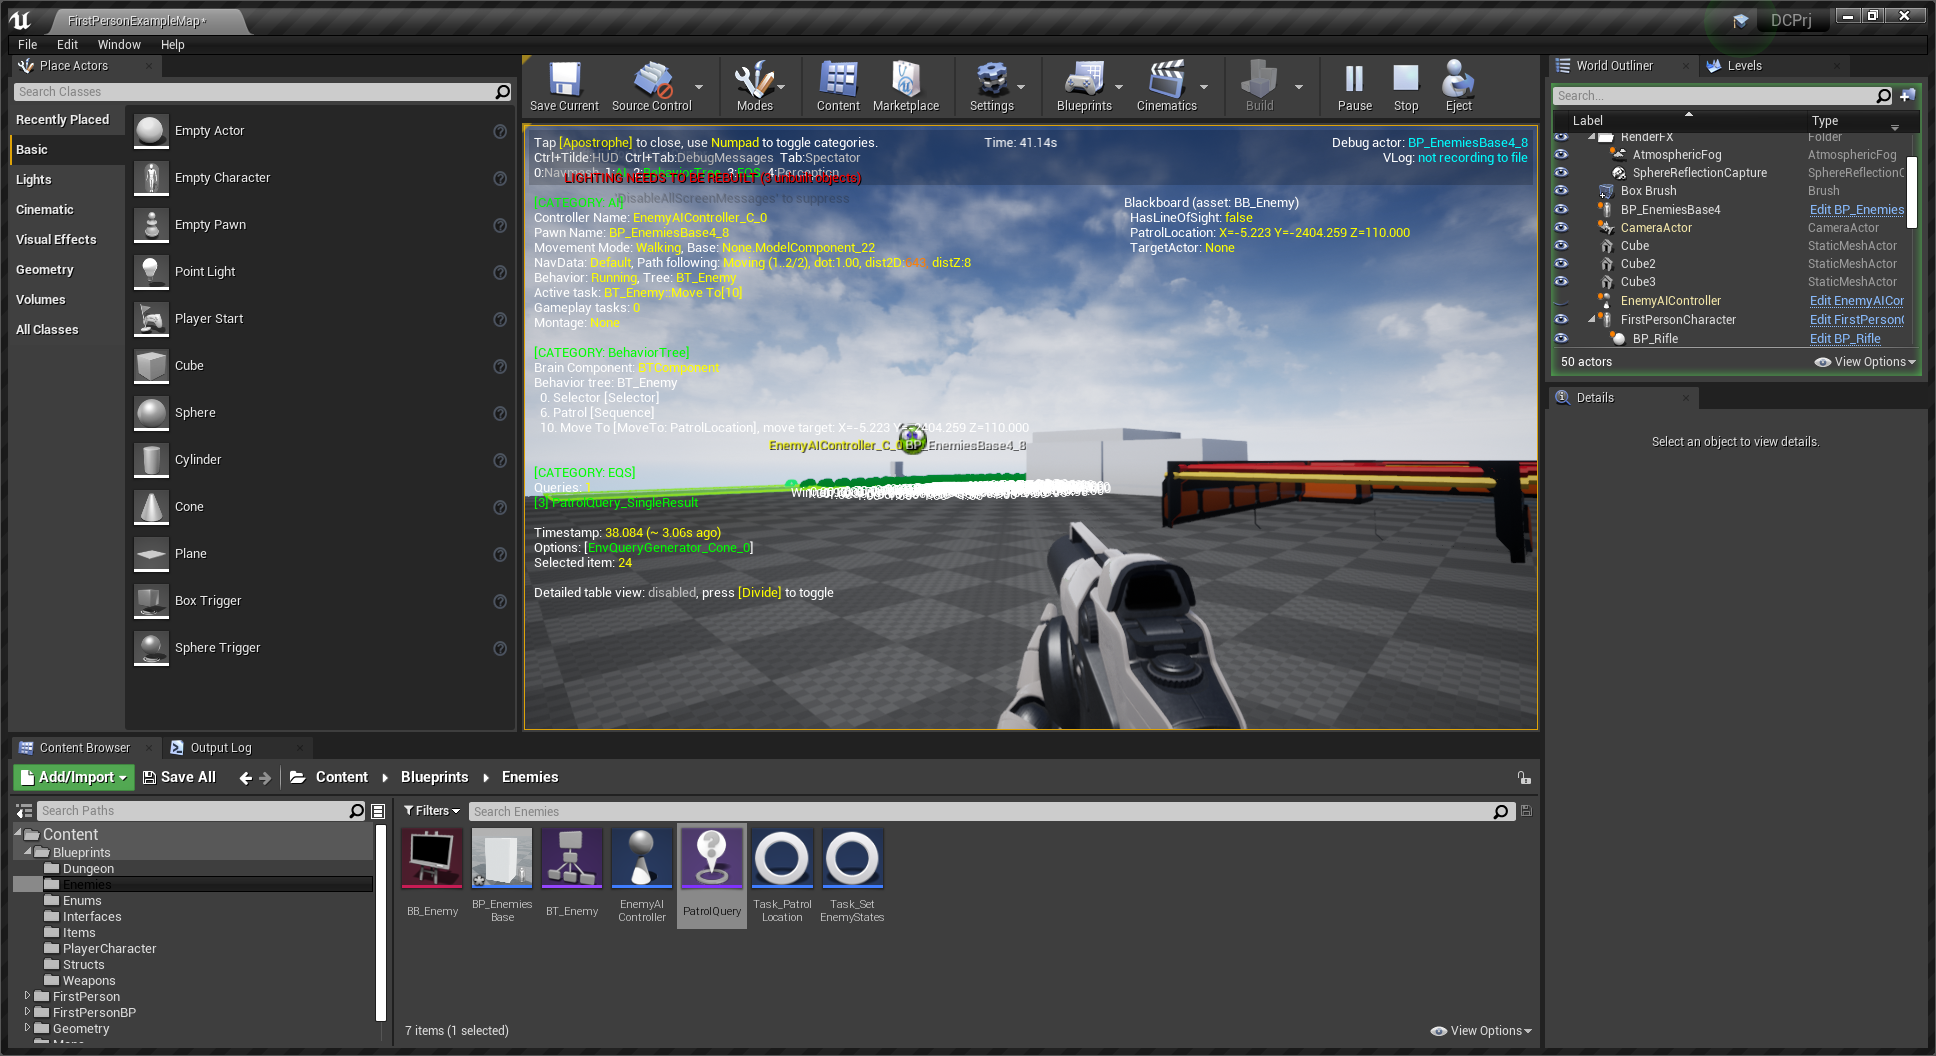 FirstPersonExampleMap*
DCPrj
File Edit Window Help
Place Actors
Search Classes
Recently Placed
Basic
Lights
Cinematic
Visual Effects
Geometry
Volumes
All Classes
Empty Actor
Empty Character
Empty Pawn
Point Light
Player Start
Cube
Sphere
Cylinder
Cone
Plane
Box Trigger
Sphere Trigger
Save Current
Source Control
Modes
Content
Marketplace
Settings
Blueprints
Cinematics
Build
Pause
Stop
Eject
Tap [Apostrophe] to close, use Numpad to toggle categories.
Time: 41.14s
Debug actor: BP_EnemiesBase4_8
Ctrl+Tilde:HUD Ctrl+Tab:DebugMessages Tab:Spectator
VLog: not recording to file
0:Navmesh 1:AI 2:BehaviorTree 3:EQS 4:Perception
LIGHTING NEEDS TO BE REBUILT (3 unbuilt objects)
'DisableAllScreenMessages' to suppress
[CATEGORY: AI]
Controller Name: EnemyAIController_C_0
Pawn Name: BP_EnemiesBase4_8
Movement Mode: Walking, Base: None.ModelComponent_22
NavData: Default, Path following: Moving (1..2/2), dot:1.00, dist2D: distZ:8
Behavior: Running, Tree: BT_Enemy
Active task: BT_Enemy::Move To[10]
Gameplay tasks: 0
Montage: None
Blackboard (asset: BB_Enemy)
HasLineOfSight: false
PatrolLocation: X=-5.223 Y=-2404.259 Z=110.000
TargetActor: None
[CATEGORY: BehaviorTree]
Brain Component: BTComponent
Behavior tree: BT_Enemy
0. Selector [Selector]
6. Patrol [Sequence]
10. Move To [MoveTo: PatrolLocation], move target: X=-5.223 Y=-2404.259 Z=110.000
EnemyAIController_C_0 BP_EnemiesBase4_8
[CATEGORY: EQS]
Queries:
[3] PatrolQuery_SingleResult
Timestamp: 38.084 (~ 3.06s ago)
Options: [EnvQueryGenerator_Cone_0]
Selected item: 24
Detailed table view: disabled, press [Divide] to toggle
World Outliner
Levels
Search...
Label Type
RenderFX Folder
AtmosphericFog AtmosphericFog
SphereReflectionCapture SphereReflectionC
Box Brush Brush
BP_EnemiesBase4 Edit BP_Enemies
CameraActor CameraActor
Cube StaticMeshActor
Cube2 StaticMeshActor
Cube3 StaticMeshActor
EnemyAIController Edit EnemyAICor
FirstPersonCharacter Edit FirstPerson
BP_Rifle Edit BP_Rifle
50 actors
View Options
Details
Select an object to view details.
Content Browser
Output Log
Add/Import
Save All
Content
Blueprints
Enemies
Search Paths
Filters
Search Enemies
Content
Blueprints
Dungeon
Enemies
Enums
Interfaces
Items
PlayerCharacter
Structs
Weapons
FirstPerson
FirstPersonBP
Geometry
BB_Enemy
BP_Enemies
Base
BT_Enemy
EnemyAI
Controller
PatrolQuery
Task_Patrol
Location
Task_Set
EnemyStates
7 items (1 selected)
View Options